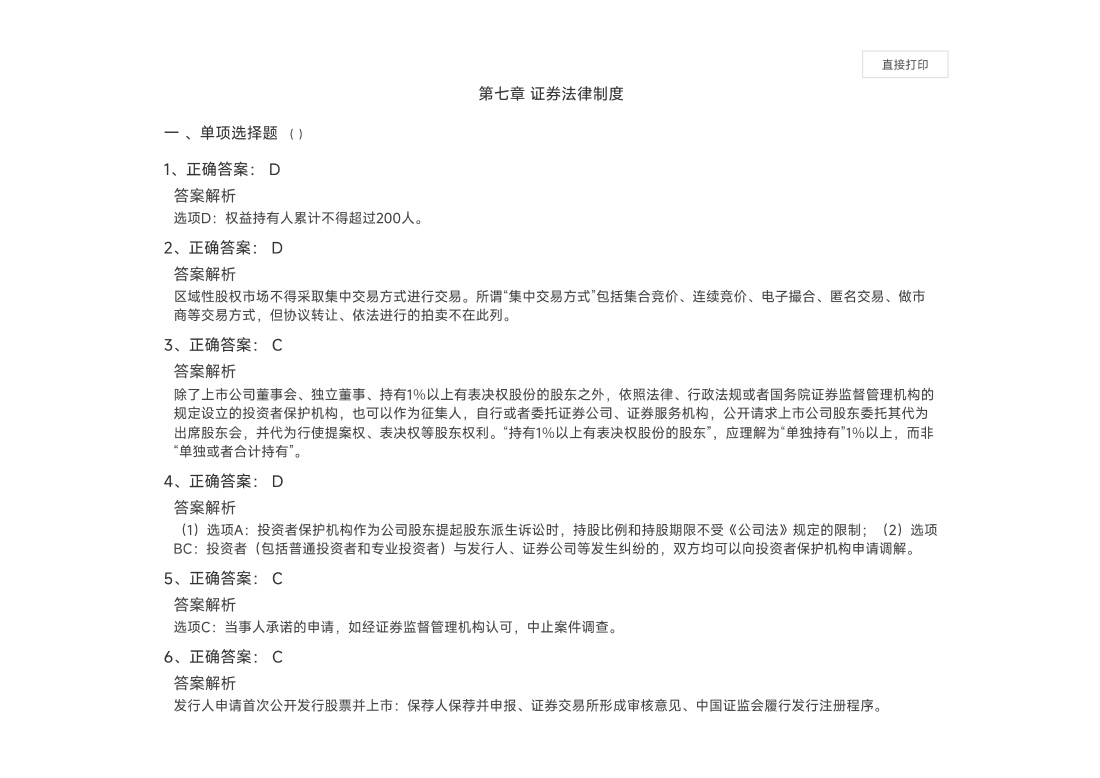 直接打印
第七章 证券法律制度
一 、单项选择题 ( )
1、正确答案： D
答案解析
选项D：权益持有人累计不得超过200人。
2、正确答案： D
答案解析
区域性股权市场不得采取集中交易方式进行交易。所谓“集中交易方式”包括集合竞价、连续竞价、电子撮合、匿名交易、做市
商等交易方式，但协议转让、依法进行的拍卖不在此列。
3、正确答案： C
答案解析
除了上市公司董事会、独立董事、持有1%以上有表决权股份的股东之外，依照法律、行政法规或者国务院证券监督管理机构的
规定设立的投资者保护机构，也可以作为征集人，自行或者委托证券公司、证券服务机构，公开请求上市公司股东委托其代为
出席股东会，并代为行使提案权、表决权等股东权利。“持有1%以上有表决权股份的股东”，应理解为“单独持有”1%以上，而非
“单独或者合计持有”。
4、正确答案： D
答案解析
（1）选项A：投资者保护机构作为公司股东提起股东派生诉讼时，持股比例和持股期限不受《公司法》规定的限制；（2）选项
BC：投资者（包括普通投资者和专业投资者）与发行人、证券公司等发生纠纷的，双方均可以向投资者保护机构申请调解。
5、正确答案： C
答案解析
选项C：当事人承诺的申请，如经证券监督管理机构认可，中止案件调查。
6、正确答案： C
答案解析
发行人申请首次公开发行股票并上市：保荐人保荐并申报、证券交易所形成审核意见、中国证监会履行发行注册程序。